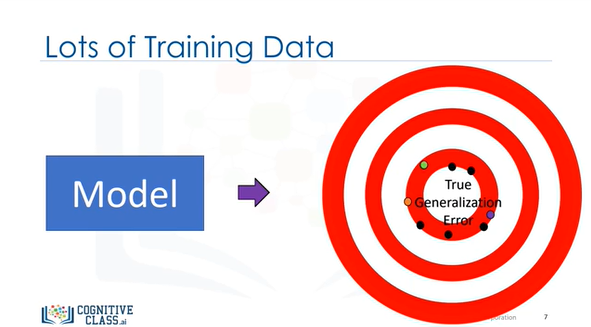 Lots of Training Data
Model
True
Generalization
Error
COGNITIVE
CLASS.ai
7